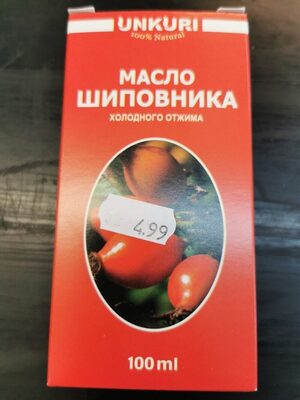 UNKURI
100% Natural
МАСЛО
ШИПОВНИКА
ХОЛОДНОГО ОТЖИМА
4.99
100 ml